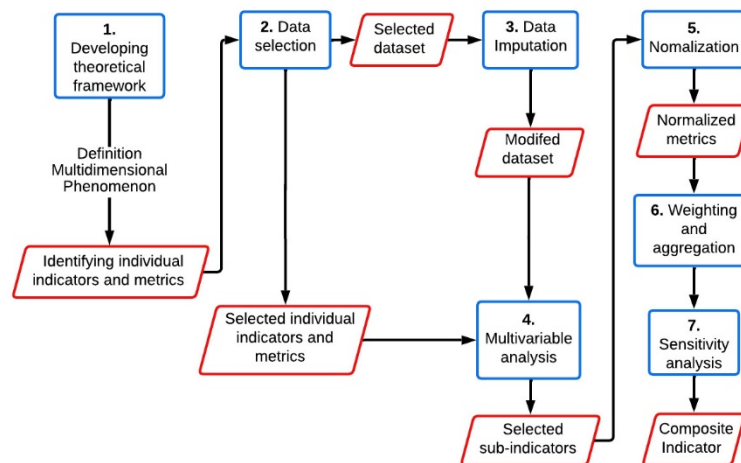 1.
Developing
theoretical
framework
Definition
Multidimensional
Phenomenon
Identifying individual
indicators and metrics
2. Data
selection
Selected
dataset
Selected individual
indicators and
metrics
3. Data
Imputation
Modifed
dataset
4.
Multivariable
analysis
Selected
sub-indicators
5.
Nomalization
Normalized
metrics
6. Weighting
and
aggregation
7.
Sensitivity
analysis
Composite
Indicator